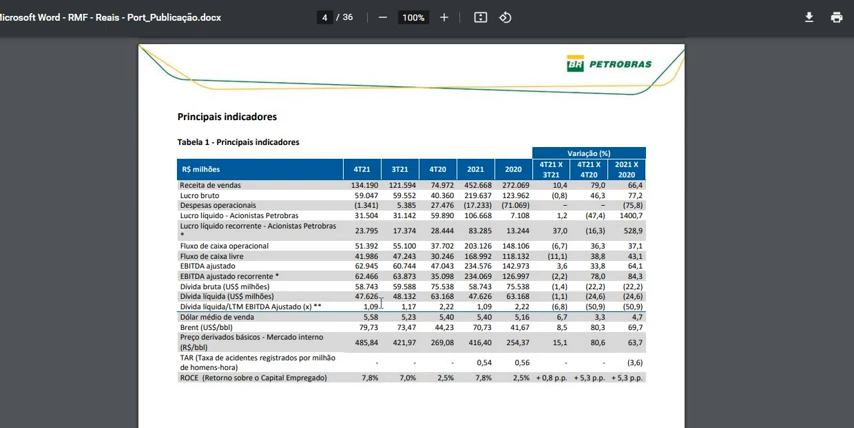 Microsoft Word - RMF - Reais - Port_Publicação.docx
4 / 36
100%
BR PETROBRAS
Principais indicadores
Tabela 1 - Principais indicadores
Variação (%)
R$ milhões 4T21 3T21 4T20 2021 2020 4T21 X 3T21 4T21 X 4T20 2021 X 2020
Receita de vendas 134.190 121.594 74.972 452.668 272.069 10,4 79,0 66,4
Lucro bruto 59.047 59.552 40.360 219.637 123.962 (0,8) 46,3 77,2
Despesas operacionais (1.341) 5.385 27.476 (17.233) (71.069) – – (75,8)
Lucro líquido - Acionistas Petrobras 31.504 31.142 59.890 106.668 7.108 1,2 (47,4) 1400,7
Lucro líquido recorrente - Acionistas Petrobras * 23.795 17.374 28.444 83.285 13.244 37,0 (16,3) 528,9
Fluxo de caixa operacional 51.392 55.100 37.702 203.126 148.106 (6,7) 36,3 37,1
Fluxo de caixa livre 41.986 47.243 30.246 168.992 118.132 (11,1) 38,8 43,1
EBITDA ajustado 62.945 60.744 47.043 234.576 142.973 3,6 33,8 64,1
EBITDA ajustado recorrente * 62.466 63.873 35.098 234.069 126.997 (2,2) 78,0 84,3
Dívida bruta (US$ milhões) 58.743 59.588 75.538 58.743 75.538 (1,4) (22,2) (22,2)
Dívida líquida (US$ milhões) 47.626 48.132 63.168 47.626 63.168 (1,1) (24,6) (24,6)
Dívida líquida/LTM EBITDA Ajustado (x) ** 1,09 1,17 2,22 1,09 2,22 (6,8) (50,9) (50,9)
Dólar médio de venda 5,58 5,23 5,40 5,40 5,16 6,7 3,3 4,7
Brent (US$/bbl) 79,73 73,47 44,23 70,73 41,67 8,5 80,3 69,7
Preço derivados básicos - Mercado interno (R$/bbl) 485,84 421,97 269,08 416,40 254,37 15,1 80,6 63,7
TAR (Taxa de acidentes registrados por milhão de homens-hora) - - - 0,54 0,56 - - (3,6)
ROCE (Retorno sobre o Capital Empregado) 7,8% 7,0% 2,5% 7,8% 2,5% + 0,8 p.p. + 5,3 p.p. + 5,3 p.p.